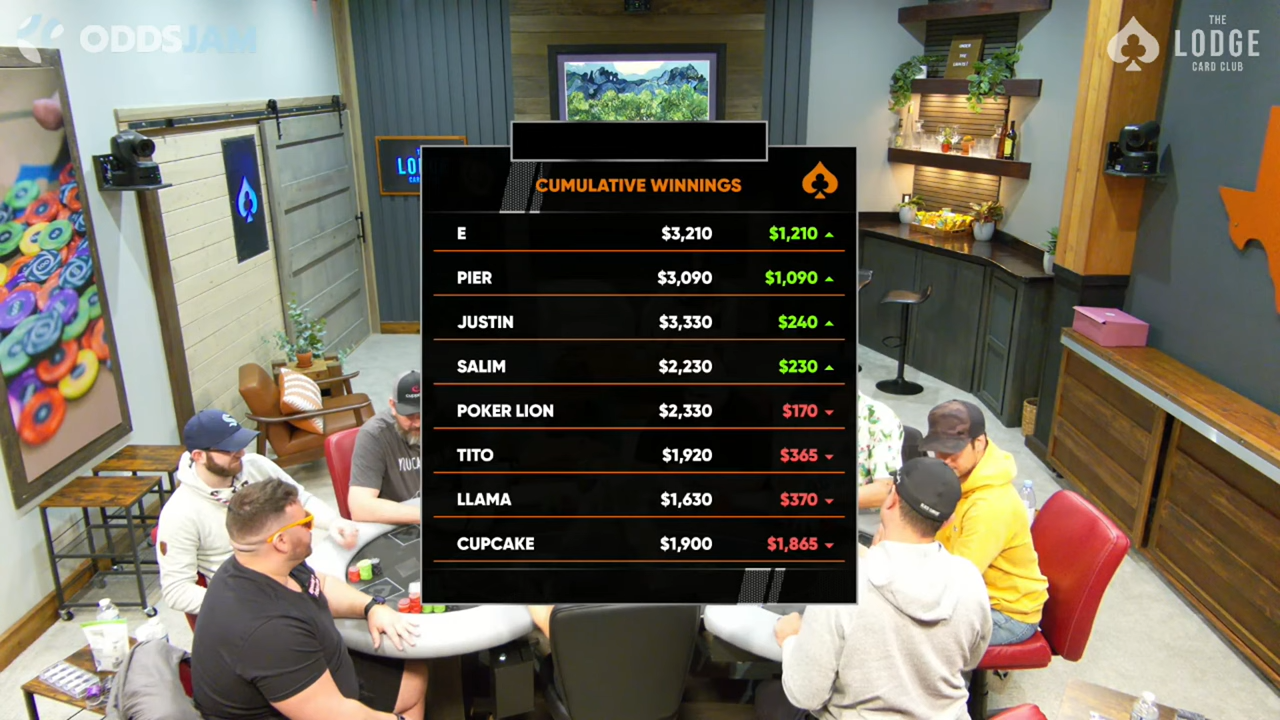 ODDSJAM
THE
LODGE
CARD CLUB
CUMULATIVE WINNINGS
E $3,210 $1,210
PIER $3,090 $1,090
JUSTIN $3,330 $240
SALIM $2,230 $230
POKER LION $2,330 $170
TITO $1,920 $365
LLAMA $1,630 $370
CUPCAKE $1,900 $1,865